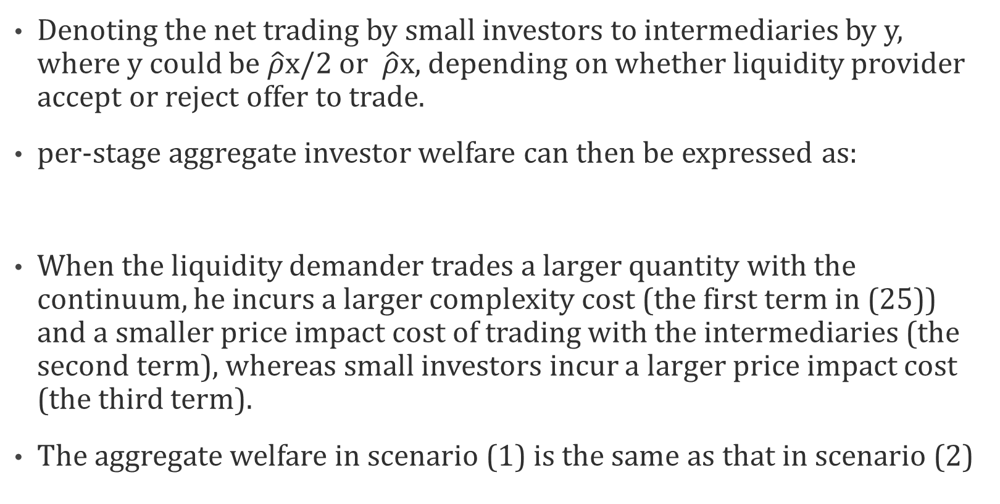 • Denoting the net trading by small investors to intermediaries by y,
where y could be ρ̂x/2 or ρ̂x, depending on whether liquidity provider
accept or reject offer to trade.
• per-stage aggregate investor welfare can then be expressed as:
• When the liquidity demander trades a larger quantity with the
continuum, he incurs a larger complexity cost (the first term in (25))
and a smaller price impact cost of trading with the intermediaries (the
second term), whereas small investors incur a larger price impact cost
(the third term).
• The aggregate welfare in scenario (1) is the same as that in scenario (2)